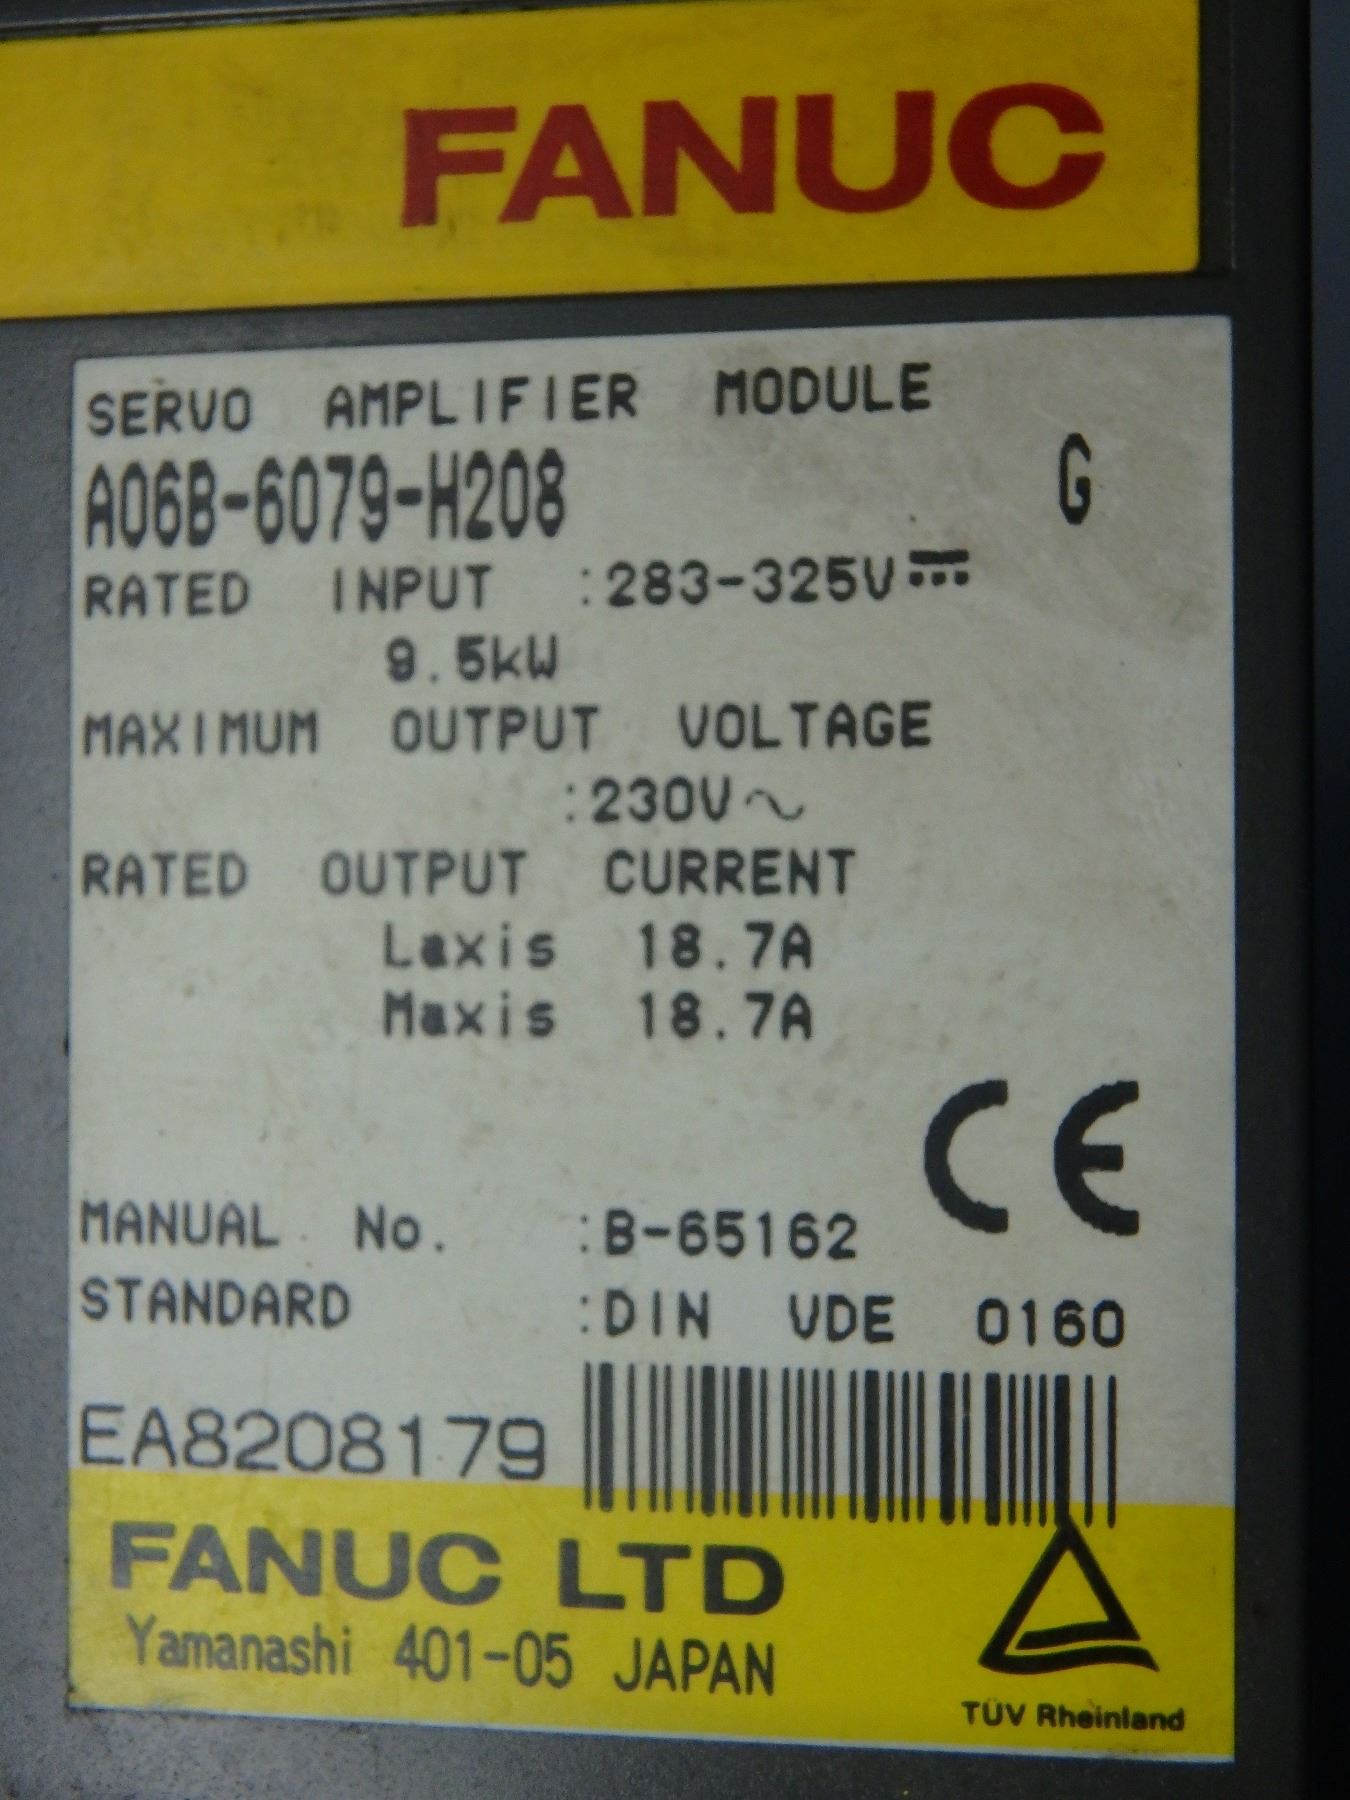 FANUC
SERVO AMPLIFIER MODULE
A06B-6079-H208 G
RATED INPUT :283-325V⎓
9.5kW
MAXIMUM OUTPUT VOLTAGE
:230V~
RATED OUTPUT CURRENT
Laxis 18.7A
Maxis 18.7A
CE
MANUAL No. :B-65162
STANDARD :DIN VDE 0160
EA8208179
FANUC LTD
Yamanashi 401-05 JAPAN
TÜV Rheinland